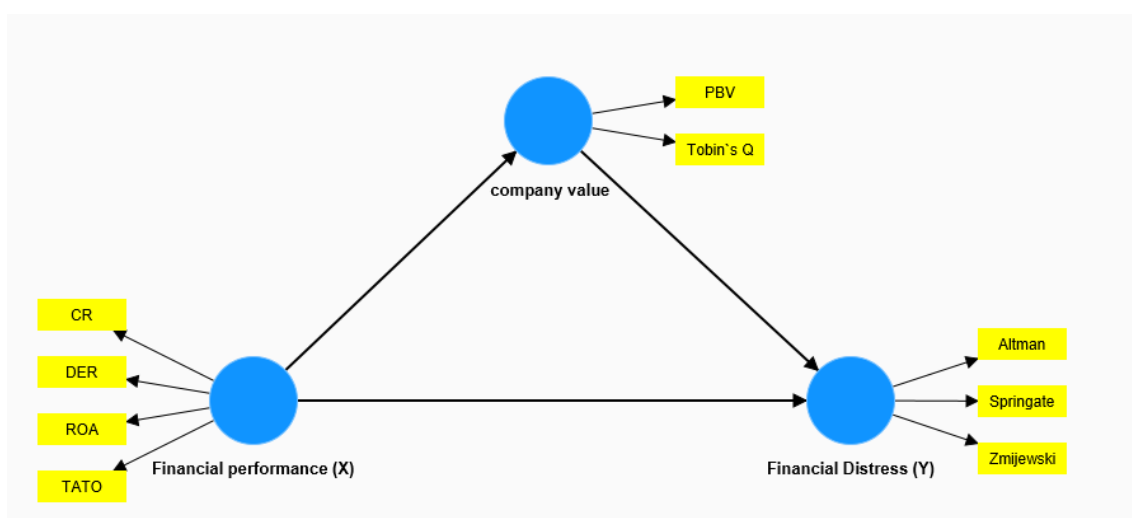 PBV
Tobin`s Q
company value
CR
DER
ROA
TATO
Financial performance (X)
Altman
Springate
Zmijewski
Financial Distress (Y)